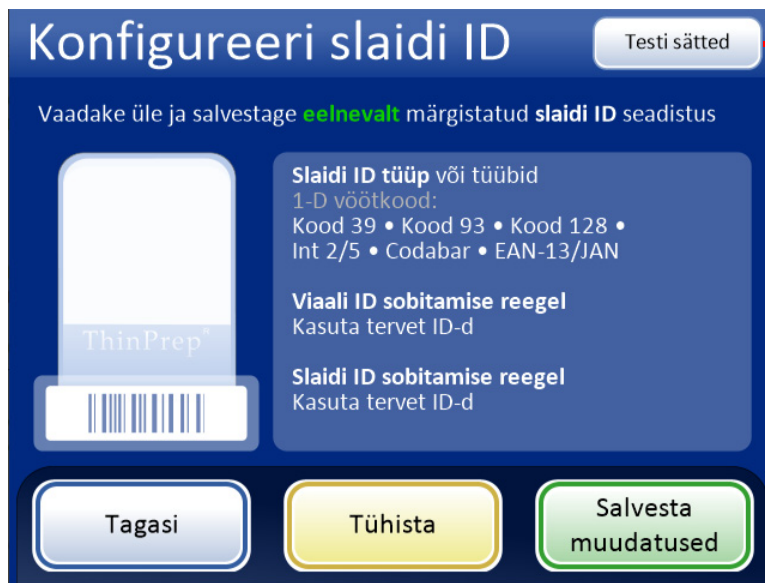 Konfigureeri slaidi ID
Testi sätted
Vaadake üle ja salvestage eelnevalt märgistatud slaidi ID seadistus
Slaidi ID tüüp või tüübid
1-D vöötkood:
Kood 39 • Kood 93 • Kood 128 •
Int 2/5 • Codabar • EAN-13/JAN
Viaali ID sobitamise reegel
Kasuta tervet ID-d
Slaidi ID sobitamise reegel
Kasuta tervet ID-d
ThinPrep®
Tagasi
Tühista
Salvesta
muudatused